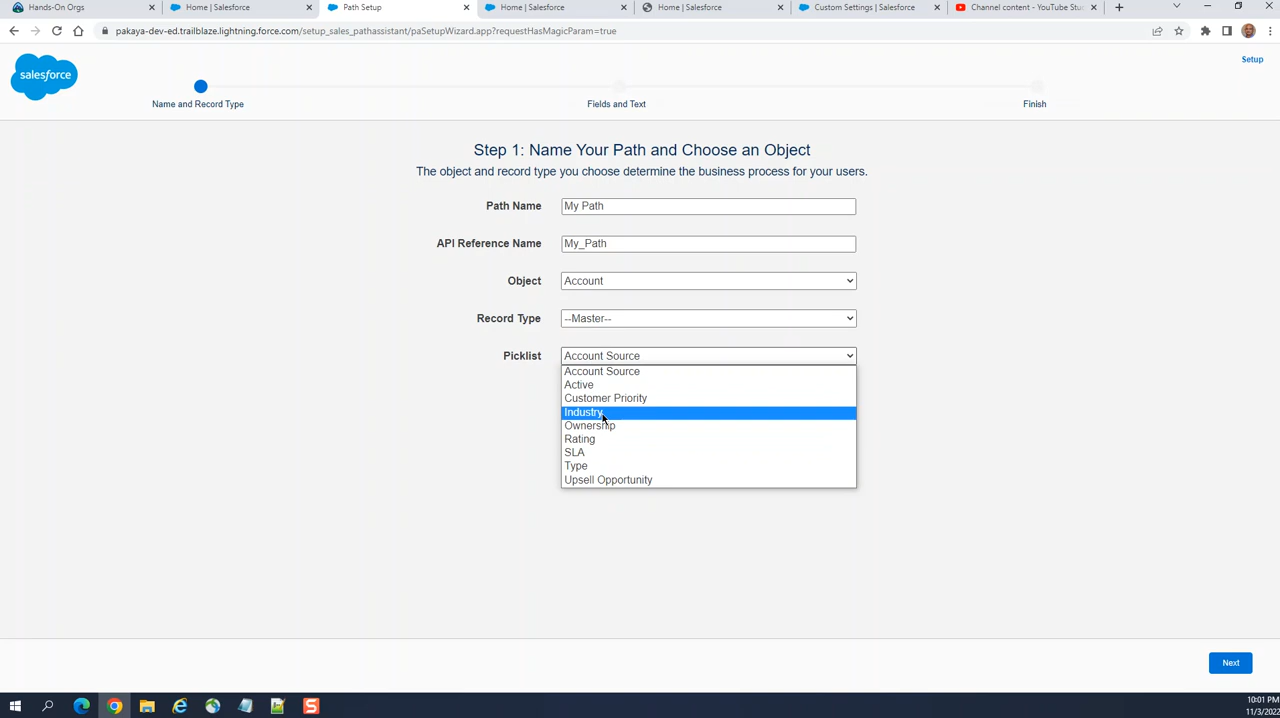 Hands-On Orgs
Home | Salesforce
Path Setup
Home | Salesforce
Home | Salesforce
Custom Settings | Salesforce
Channel content - YouTube Stu
pakaya-dev-ed.trailblaze.lightning.force.com/setup_sales_pathassistant/paSetupWizard.app?requestHasMagicParam=true
salesforce
Setup
Name and Record Type
Fields and Text
Finish
Step 1: Name Your Path and Choose an Object
The object and record type you choose determine the business process for your users.
Path Name
My Path
API Reference Name
My_Path
Object
Account
Record Type
--Master--
Picklist
Account Source
Account Source
Active
Customer Priority
Industry
Ownership
Rating
SLA
Type
Upsell Opportunity
Next
10:01 PM
11/3/2022